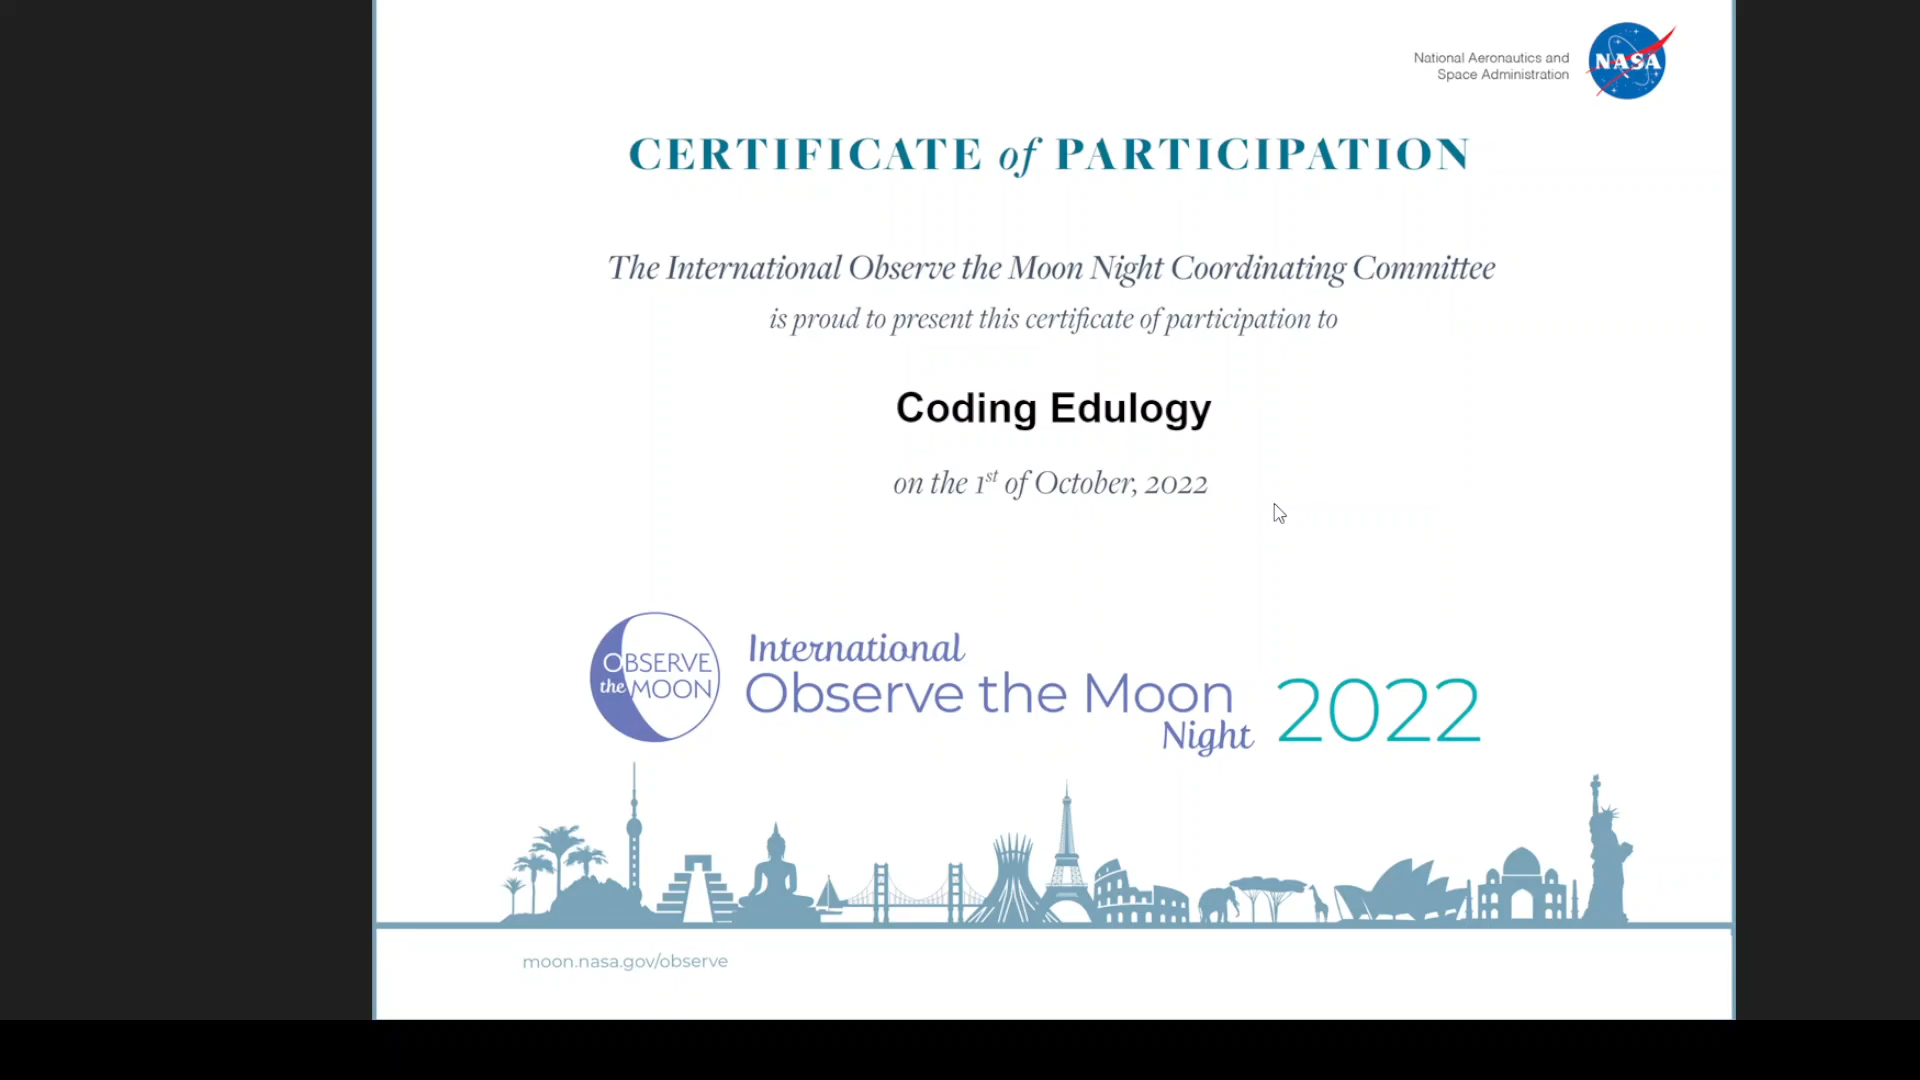 National Aeronautics and
Space Administration
NASA
CERTIFICATE of PARTICIPATION
The International Observe the Moon Night Coordinating Committee
is proud to present this certificate of participation to
Coding Edulogy
on the 1st of October, 2022
OBSERVE
the MOON
International
Observe the Moon
Night
2022
moon.nasa.gov/observe